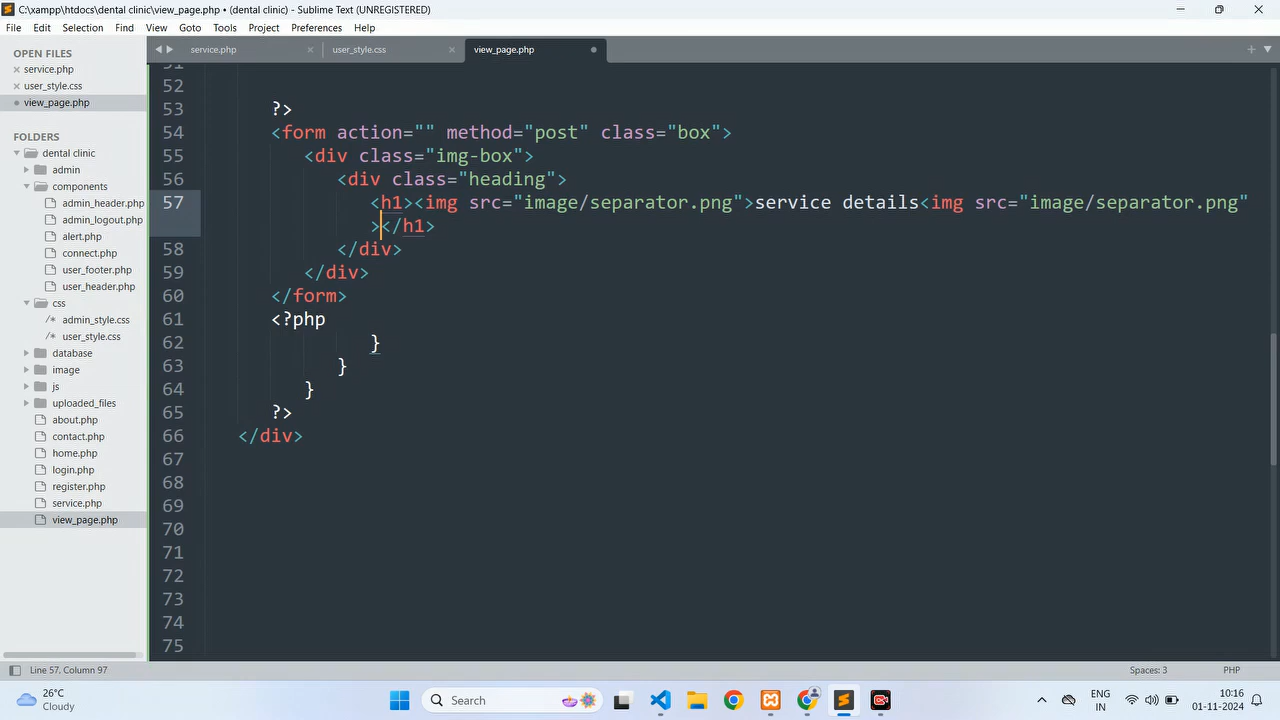 C:\xampp\htdocs\dental clinic\view_page.php • (dental clinic) - Sublime Text (UNREGISTERED)
File Edit Selection Find View Goto Tools Project Preferences Help
OPEN FILES
service.php
user_style.css
view_page.php
FOLDERS
dental clinic
admin
components
admin_header.php
admin_logout.php
alert.php
connect.php
user_footer.php
user_header.php
css
admin_style.css
user_style.css
database
image
js
uploaded_files
about.php
contact.php
home.php
login.php
register.php
service.php
view_page.php
service.php user_style.css view_page.php
51
52
53 ?>
54 <form action="" method="post" class="box">
55 <div class="img-box">
56 <div class="heading">
57 <h1><img src="image/separator.png">service details<img src="image/separator.png"
></h1>
58 </div>
59 </div>
60 </form>
61 <?php
62 }
63 }
64 }
65 ?>
66 </div>
67
68
69
70
71
72
73
74
75
Line 57, Column 97 Spaces: 3 PHP
26°C
Cloudy
Search
ENG
IN
10:16
01-11-2024